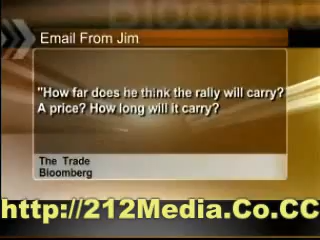 Bloomberg
Email From Jim
"How far does he think the rally will carry?
A price? How long will it carry?
The Trade
Bloomberg
http://212Media.Co.CC